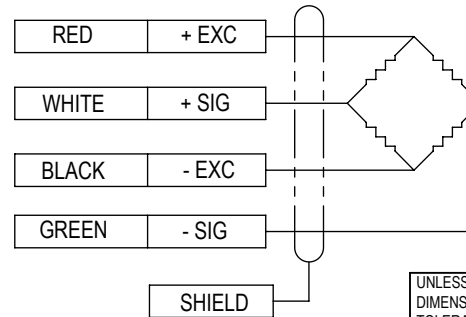 RED + EXC
WHITE + SIG
BLACK - EXC
GREEN - SIG
SHIELD
UNLESS
DIMENS